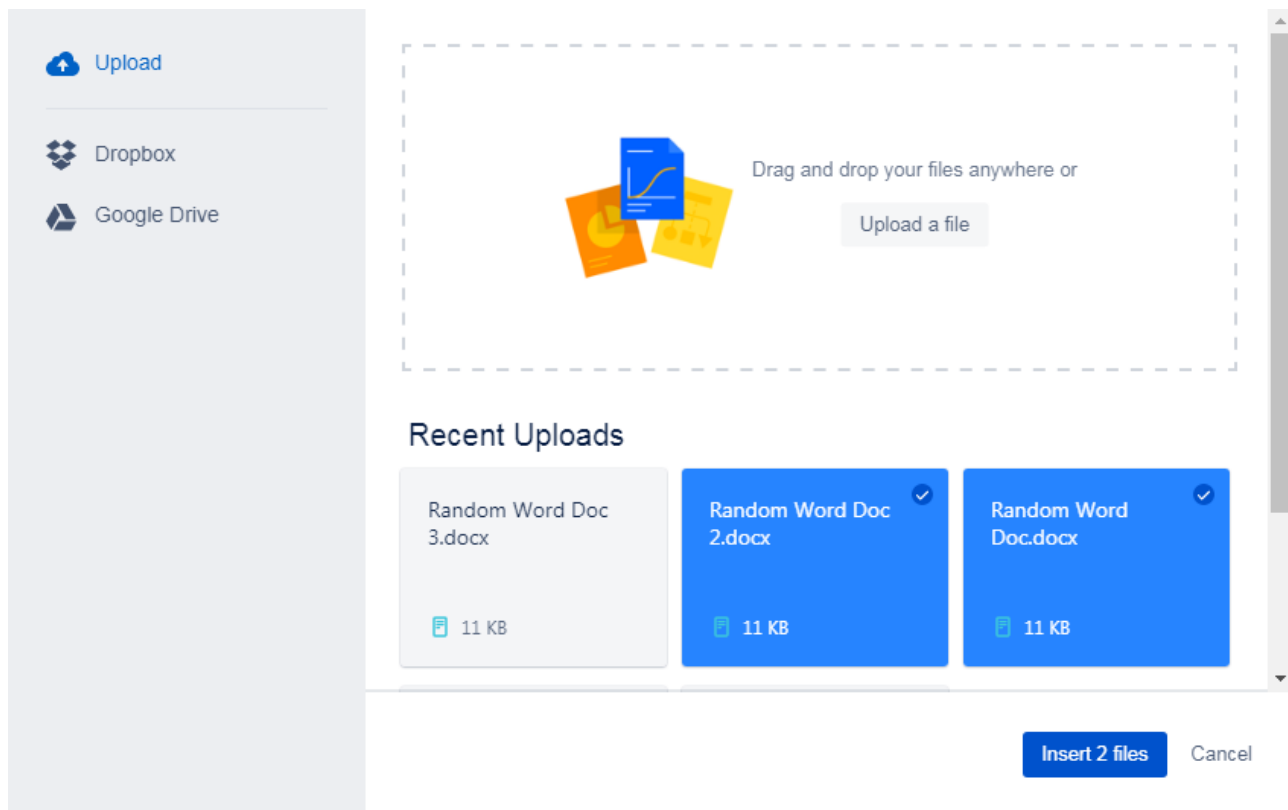 Upload
Dropbox
Google Drive
Drag and drop your files anywhere or
Upload a file
Recent Uploads
Random Word Doc
3.docx
11 KB
Random Word Doc
2.docx
11 KB
Random Word
Doc.docx
11 KB
Insert 2 files
Cancel